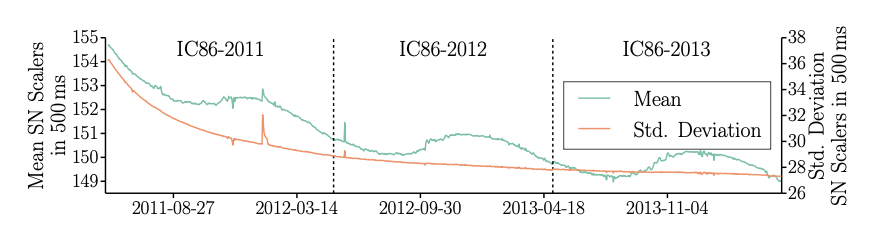 IC86-2011 IC86-2012 IC86-2013
Mean SN Scalers
in 500 ms
155
154
153
152
151
150
149
38
36
34
32
30
28
26
Std. Deviation
SN Scalers in 500 ms
Mean
Std. Deviation
2011-08-27 2012-03-14 2012-09-30 2013-04-18 2013-11-04